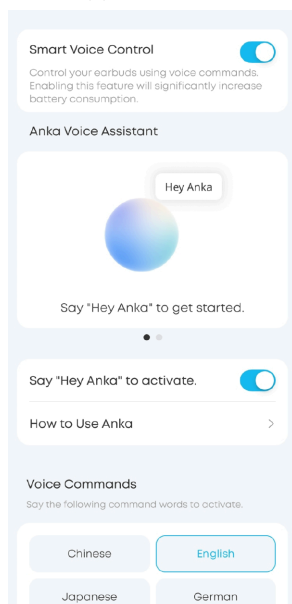 Smart Voice Control
Control your earbuds using voice commands.
Enabling this feature will significantly increase
battery consumption.
Anka Voice Assistant
Hey Anka
Say "Hey Anka" to get started.
Say "Hey Anka" to activate.
How to Use Anka
Voice Commands
Say the following command words to activate.
Chinese
English
Japanese
German